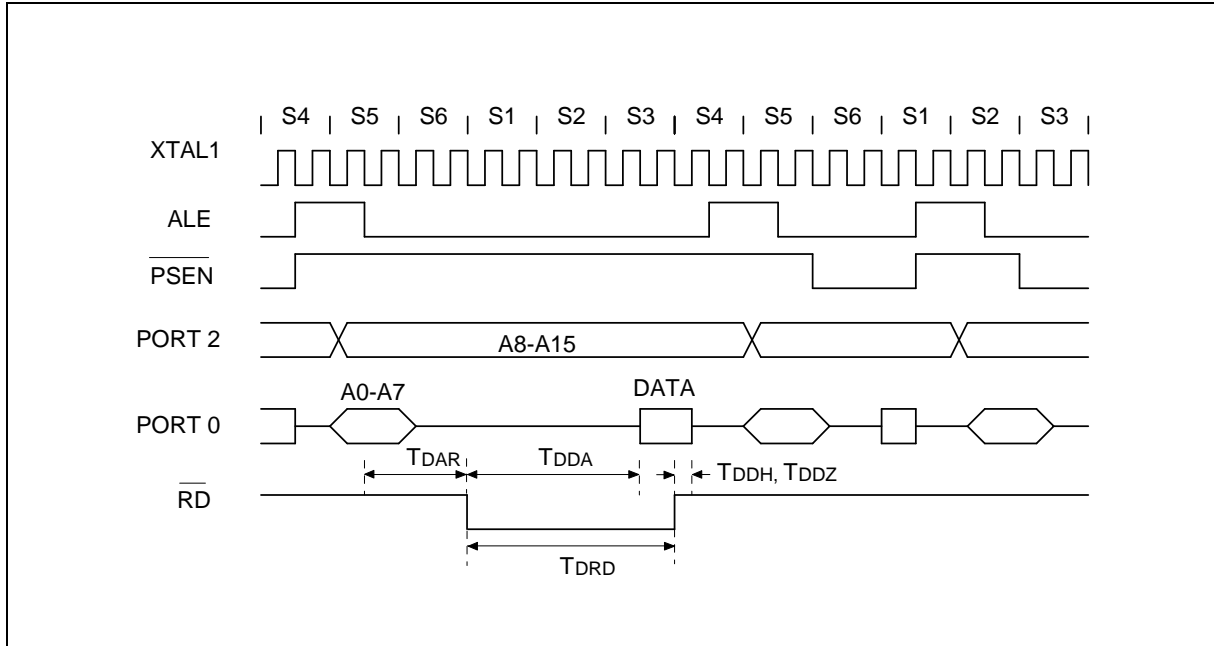 S4 S5 S6 S1 S2 S3 S4 S5 S6 S1 S2 S3
XTAL1
ALE
PSEN
PORT 2
A8-A15
A0-A7
DATA
PORT 0
TDAR
TDDA
TDDH, TDDZ
RD
TDRD